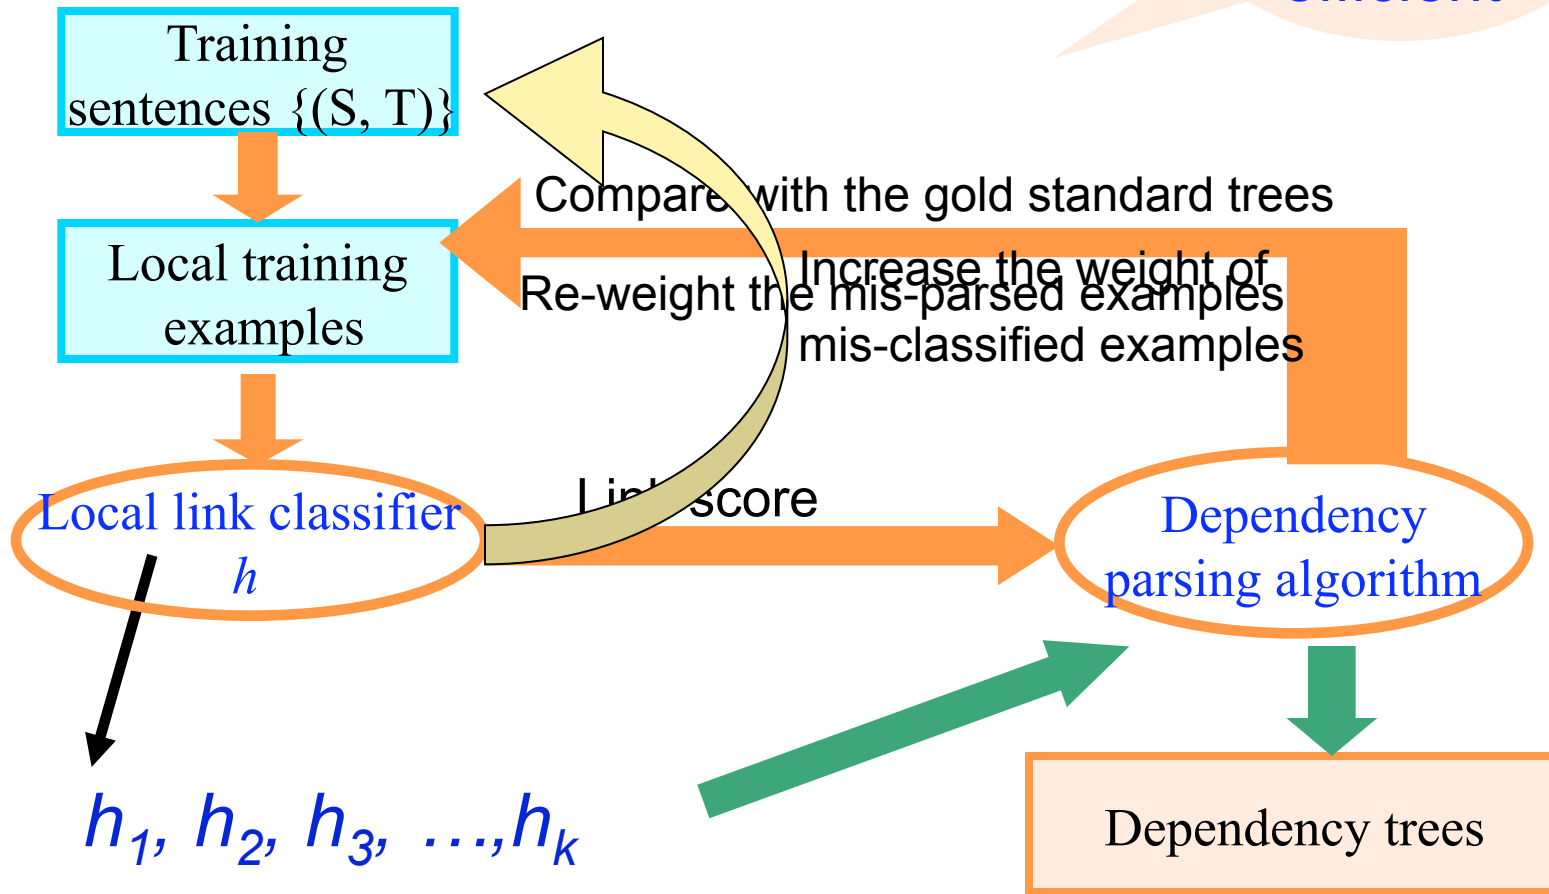 Training
sentences {(S, T)}
Compare with the gold standard trees
Local training
examples
Increase the weight of
Re-weight the mis-parsed examples
mis-classified examples
Link score
Local link classifier
h
Dependency
parsing algorithm
h1, h2, h3, …,hk
Dependency trees